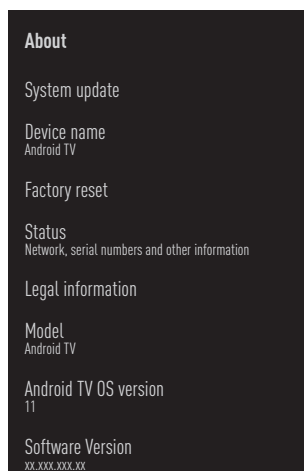 About
System update
Device name
Android TV
Factory reset
Status
Network, serial numbers and other information
Legal information
Model
Android TV
Android TV OS version
11
Software Version
xx.xxx.xxx.xx